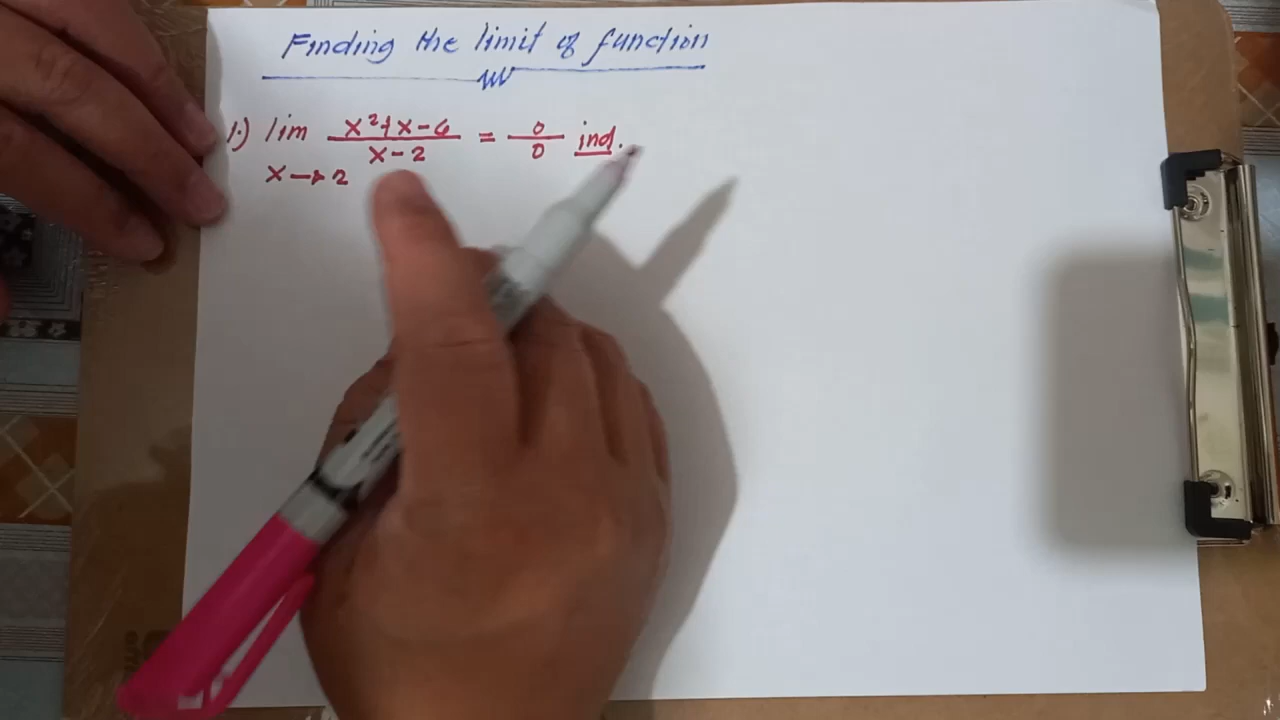 Finding the limit of function
1.) lim x²+x-6 / x-2 = 0/0 ind.
x→2